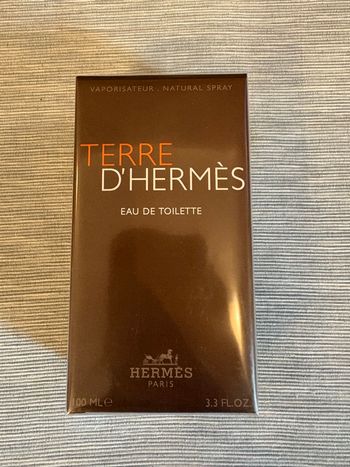 VAPORISATEUR . NATURAL SPRAY
TERRE
D'HERMÈS
EAU DE TOILETTE
HERMÈS
PARIS
100 ML ℮ 3.3 FL.OZ.